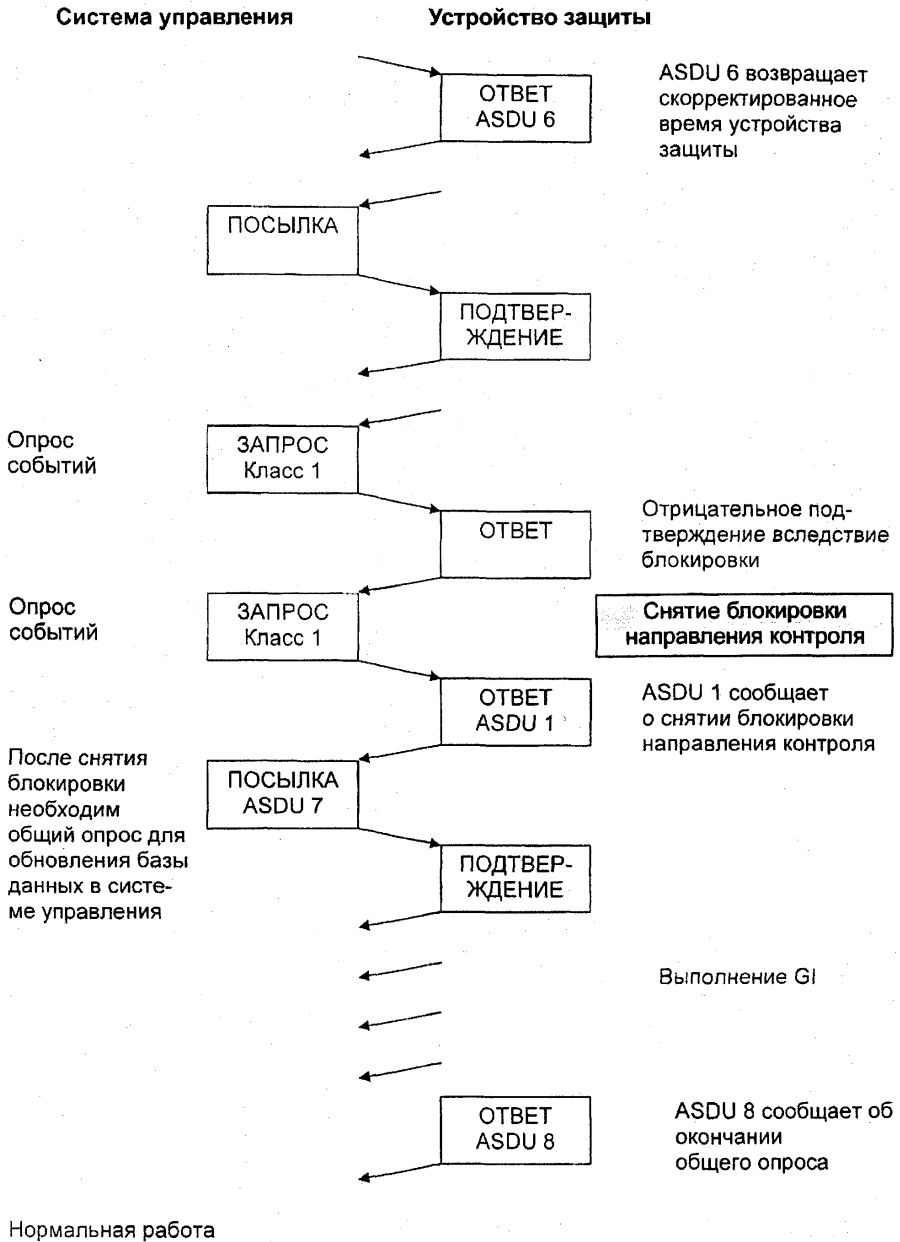 Система управления
Устройство защиты
ОТВЕТ
ASDU 6
ASDU 6 возвращает
скорректированное
время устройства
защиты
ПОСЫЛКА
ПОДТВЕР-
ЖДЕНИЕ
Опрос
событий
ЗАПРОС
Класс 1
ОТВЕТ
Отрицательное под-
тверждение вследствие
блокировки
Опрос
событий
ЗАПРОС
Класс 1
Снятие блокировки
направления контроля
ОТВЕТ
ASDU 1
ASDU 1 сообщает
о снятии блокировки
направления контроля
После снятия
блокировки
необходим
общий опрос для
обновления базы
данных в систе-
ме управления
ПОСЫЛКА
ASDU 7
ПОДТВЕР-
ЖДЕНИЕ
Выполнение GI
ОТВЕТ
ASDU 8
ASDU 8 сообщает об
окончании
общего опроса
Нормальная работа